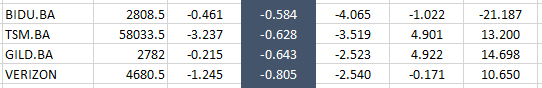 BIDU.BA 2808.5 -0.461 -0.584 -4.065 -1.022 -21.187
TSM.BA 58033.5 -3.237 -0.628 -3.519 4.901 13.200
GILD.BA 2782 -0.215 -0.643 -2.523 4.922 14.698
VERIZON 4680.5 -1.245 -0.805 -2.540 -0.171 10.650